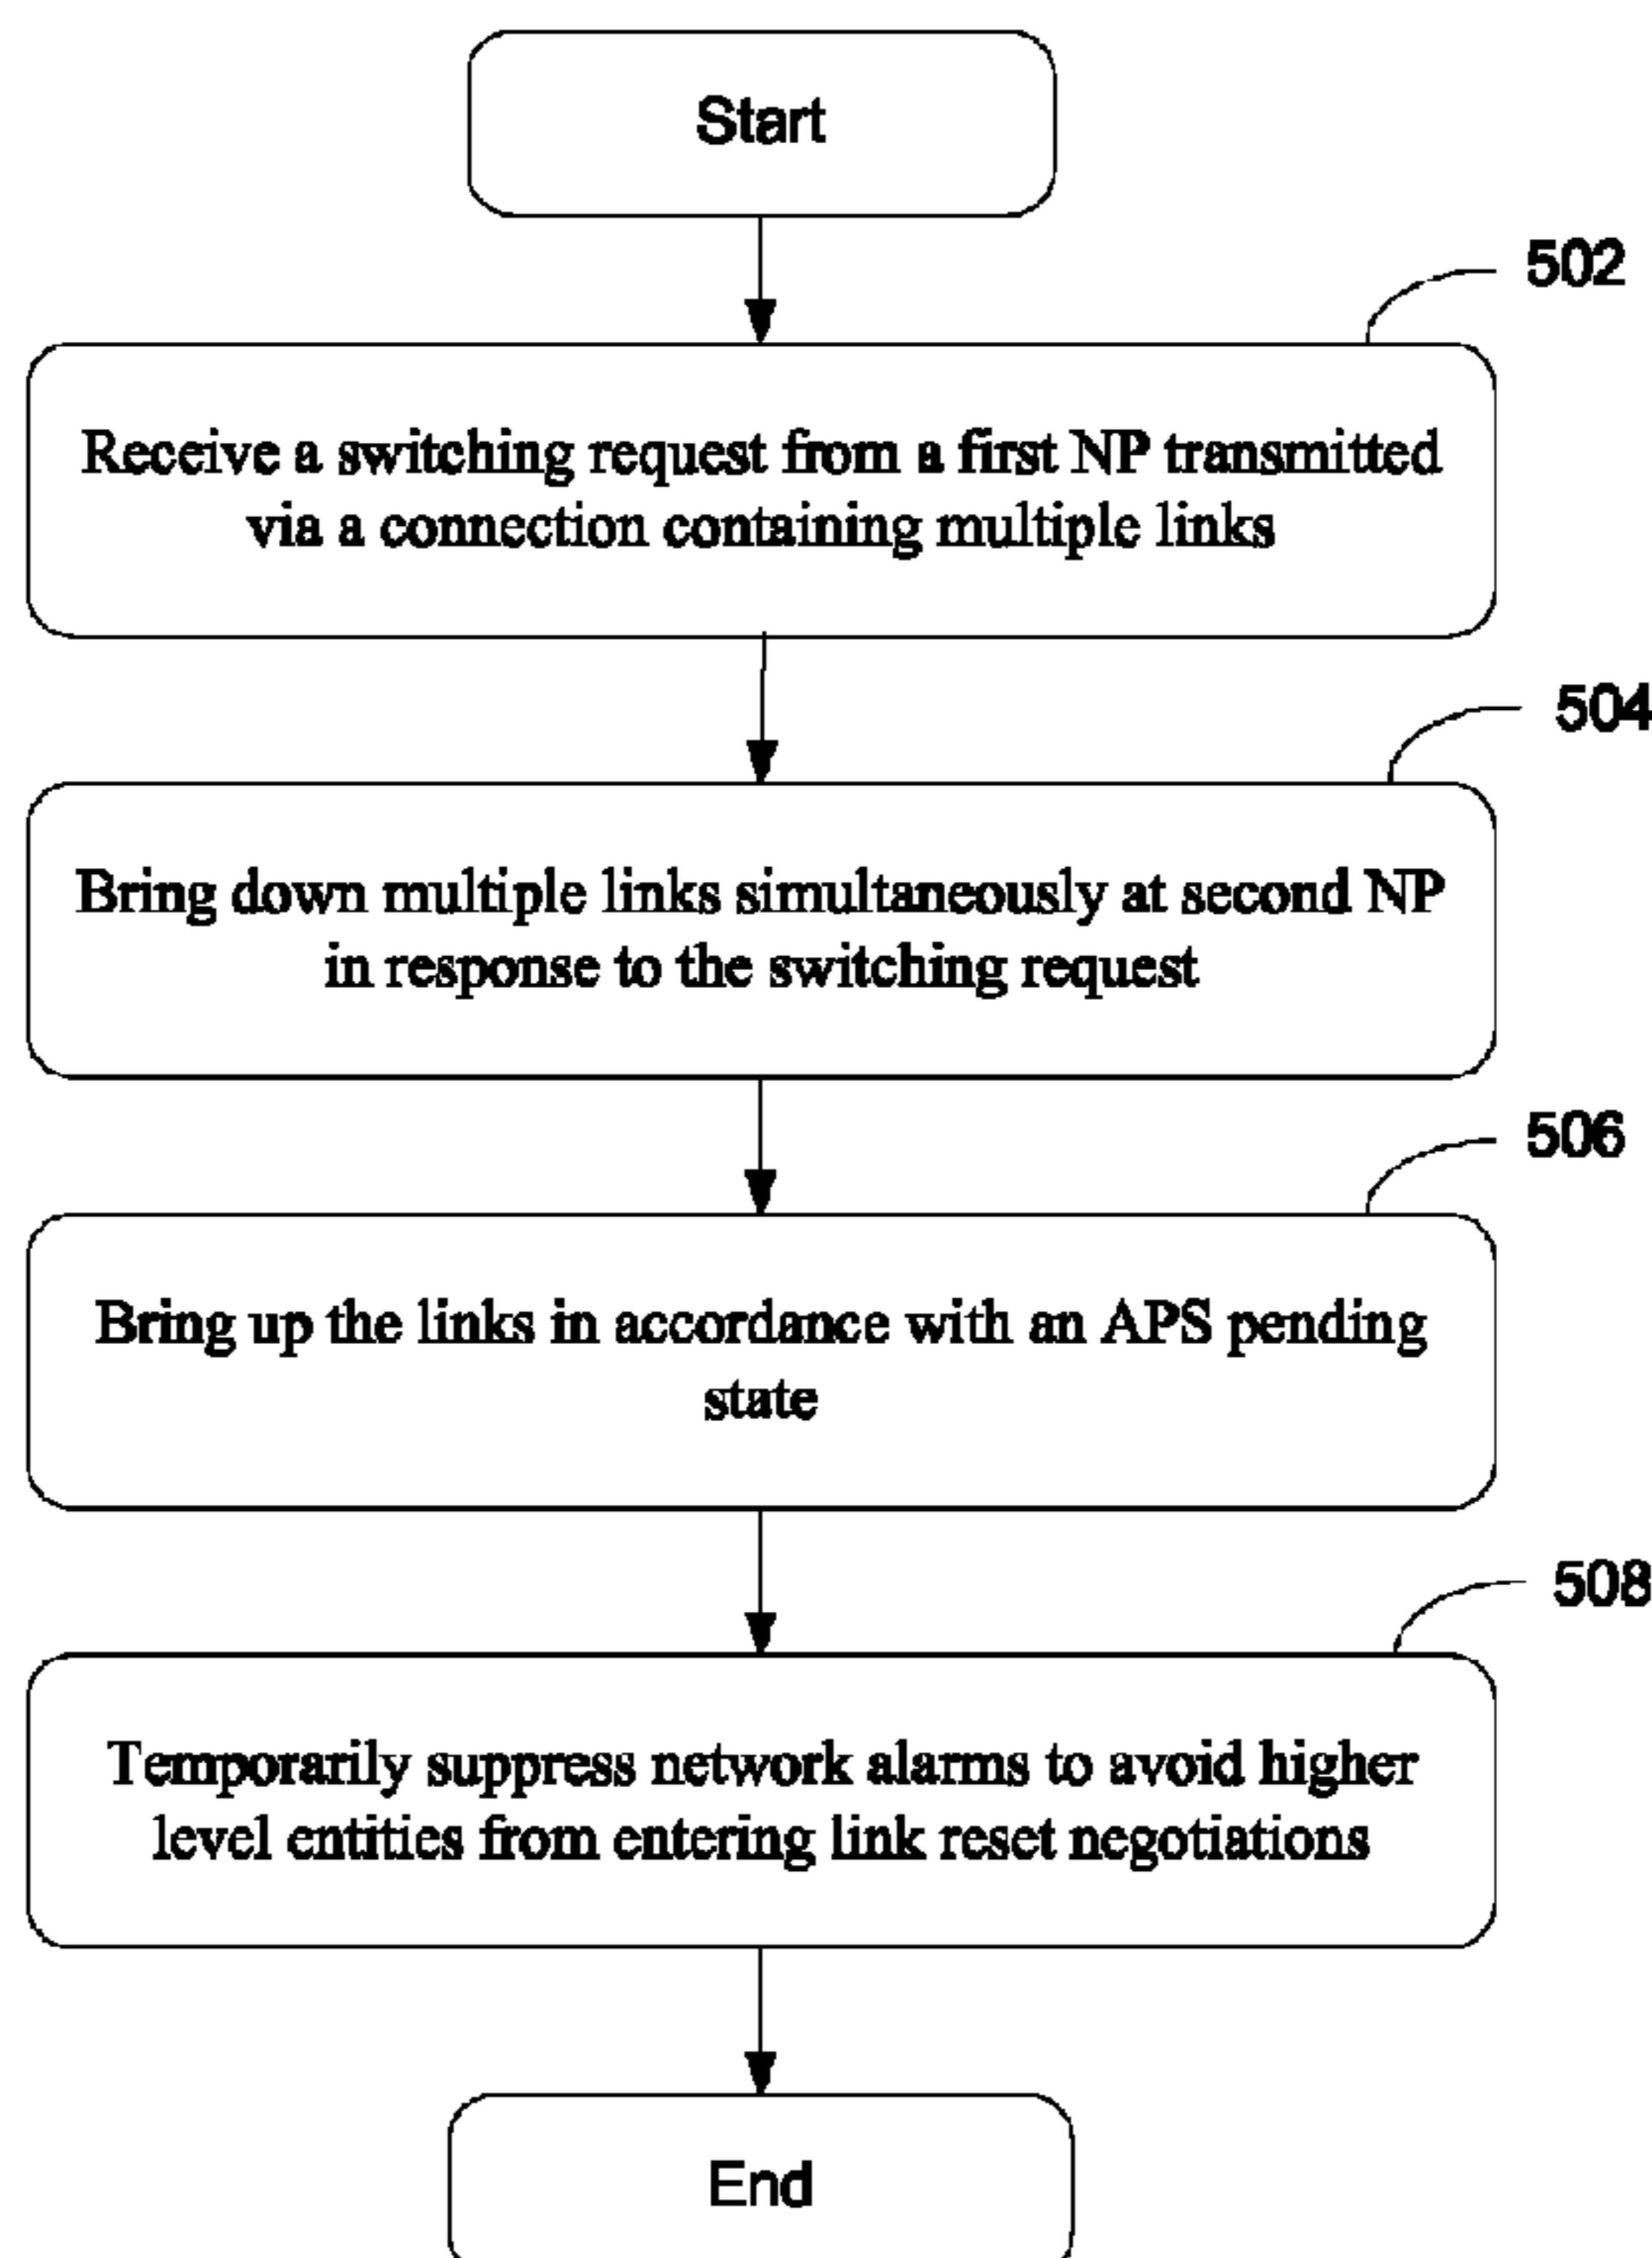 Start
502
Receive a switching request from a first NP transmitted
via a connection containing multiple links
504
Bring down multiple links simultaneously at second NP
in response to the switching request
506
Bring up the links in accordance with an APS pending
state
508
Temporarily suppress network alarms to avoid higher
level entities from entering link reset negotiations
End